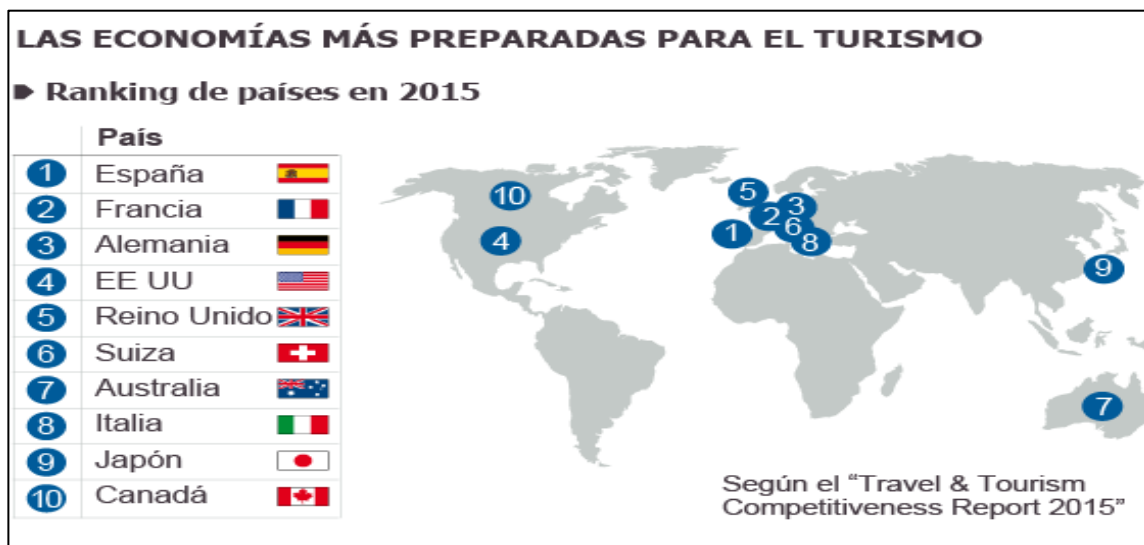 LAS ECONOMÍAS MÁS PREPARADAS PARA EL TURISMO
Ranking de países en 2015
País
1 España
2 Francia
3 Alemania
4 EE UU
5 Reino Unido
6 Suiza
7 Australia
8 Italia
9 Japón
10 Canadá
10
5
3
2
4
1
6
8
9
7
Según el “Travel & Tourism
Competitiveness Report 2015”